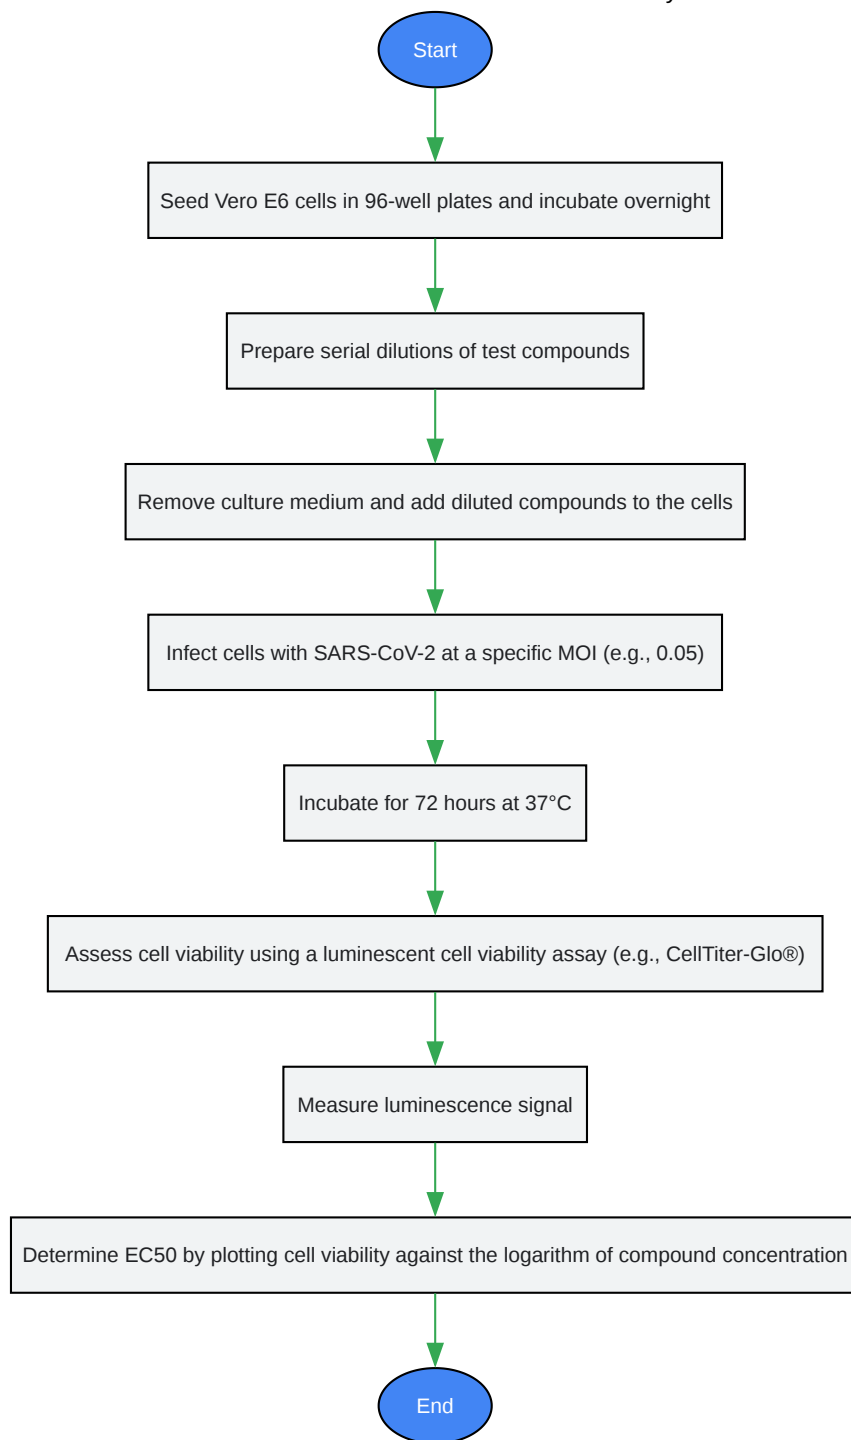 Start
Seed Vero E6 cells in 96-well plates and incubate overnight
Prepare serial dilutions of test compounds
Remove culture medium and add diluted compounds to the cells
Infect cells with SARS-CoV-2 at a specific MOI (e.g., 0.05)
Incubate for 72 hours at 37°C
Assess cell viability using a luminescent cell viability assay (e.g., CellTiter-Glo®)
Measure luminescence signal
Determine EC50 by plotting cell viability against the logarithm of compound concentration
End